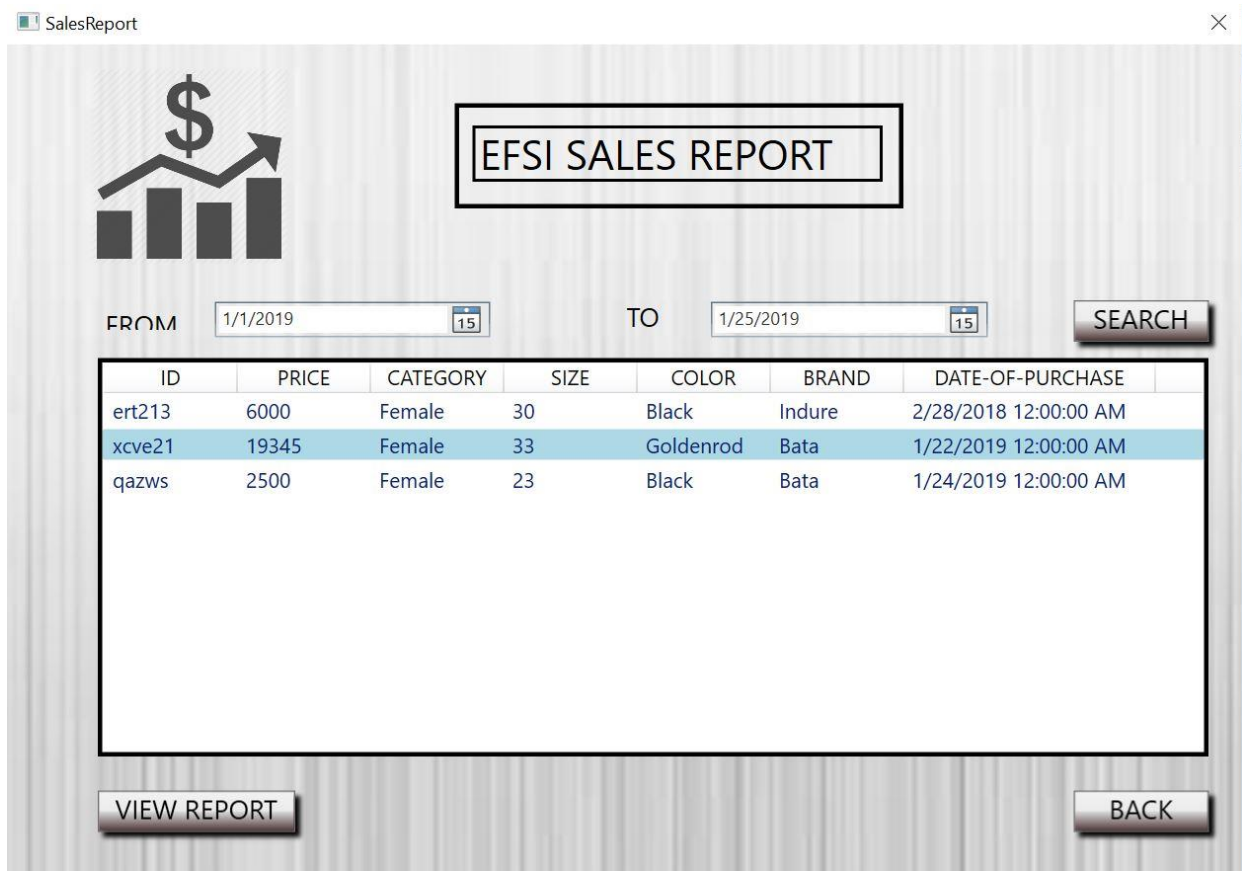 SalesReport
$
EFSI SALES REPORT
FROM 1/1/2019 15 TO 1/25/2019 15 SEARCH
ID PRICE CATEGORY SIZE COLOR BRAND DATE-OF-PURCHASE
ert213 6000 Female 30 Black Indure 2/28/2018 12:00:00 AM
xcve21 19345 Female 33 Goldenrod Bata 1/22/2019 12:00:00 AM
qazws 2500 Female 23 Black Bata 1/24/2019 12:00:00 AM
VIEW REPORT BACK